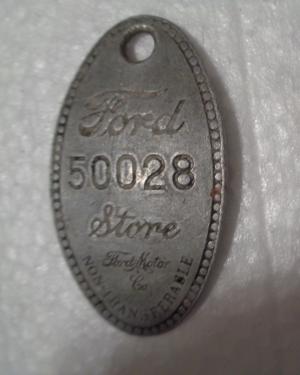 Ford
50028
Store
Ford Motor
Co
NON-TRANSFERABLE